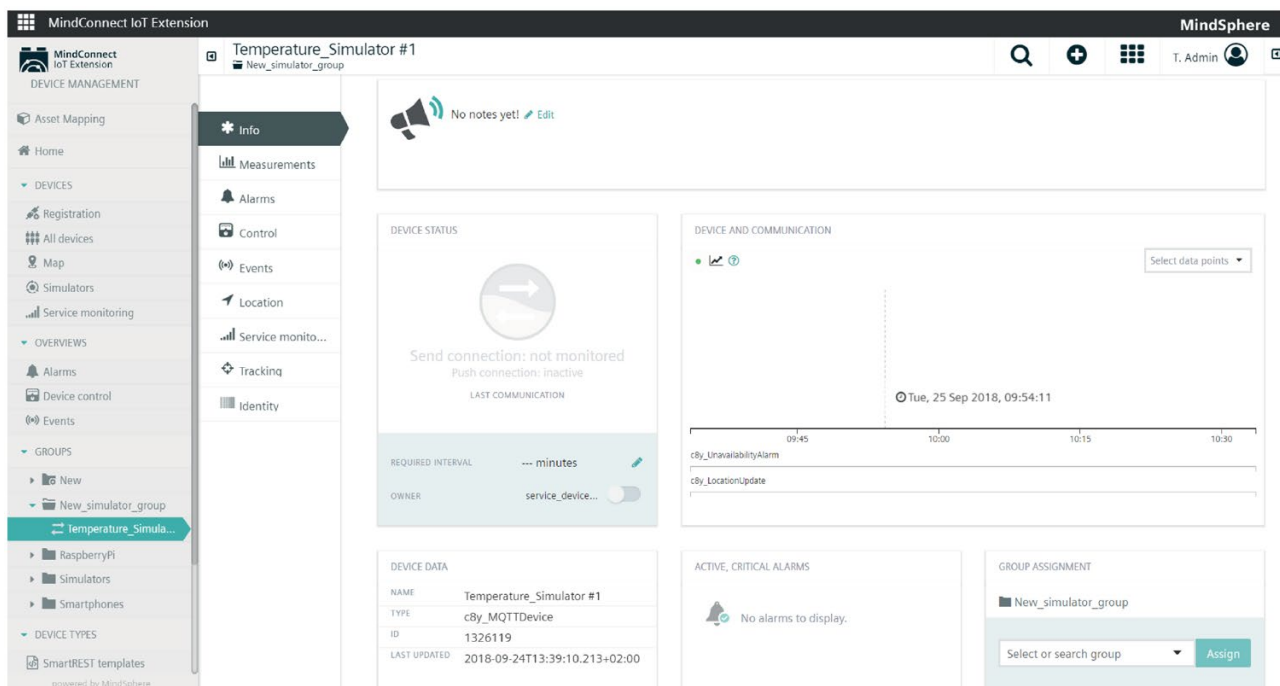 MindConnect IoT Extension
MindSphere
MindConnect
IoT Extension
DEVICE MANAGEMENT
Asset Mapping
Home
DEVICES
Registration
All devices
Map
Simulators
Service monitoring
OVERVIEWS
Alarms
Device control
Events
GROUPS
New
New_simulator_group
Temperature_Simula...
RaspberryPi
Simulators
Smartphones
DEVICE TYPES
SmartREST templates
powered by MindSphere
Temperature_Simulator #1
New_simulator_group
T. Admin
Info
Measurements
Alarms
Control
Events
Location
Service monito...
Tracking
Identity
No notes yet! Edit
DEVICE STATUS
Send connection: not monitored
Push connection: inactive
LAST COMMUNICATION
REQUIRED INTERVAL --- minutes
OWNER service_device...
DEVICE AND COMMUNICATION
Select data points
Tue, 25 Sep 2018, 09:54:11
09:45 10:00 10:15 10:30
c8y_UnavailabilityAlarm
c8y_LocationUpdate
DEVICE DATA
NAME Temperature_Simulator #1
TYPE c8y_MQTTDevice
ID 1326119
LAST UPDATED 2018-09-24T13:39:10.213+02:00
ACTIVE, CRITICAL ALARMS
No alarms to display.
GROUP ASSIGNMENT
New_simulator_group
Select or search group Assign